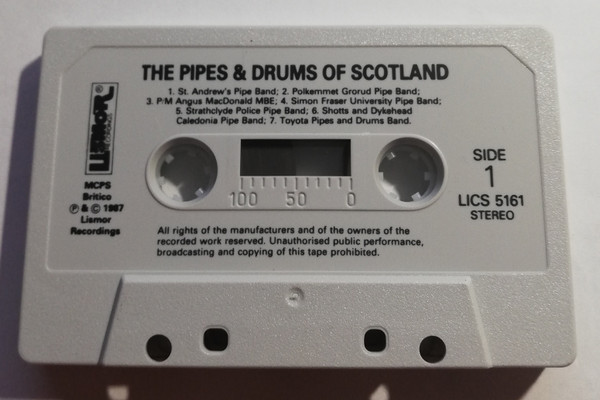 THE PIPES & DRUMS OF SCOTLAND
1. St. Andrew's Pipe Band; 2. Polkemmet Grorud Pipe Band;
3. P/M Angus MacDonald MBE; 4. Simon Fraser University Pipe Band;
5. Strathclyde Police Pipe Band; 6. Shotts and Dykehead
Caledonia Pipe Band; 7. Toyota Pipes and Drums Band.
LISMOR
MCPS
Britico
℗ & © 1987
Lismor
Recordings
100 50 0
SIDE
1
LICS 5161
STEREO
All rights of the manufacturers and of the owners of the
recorded work reserved. Unauthorised public performance,
broadcasting and copying of this tape prohibited.